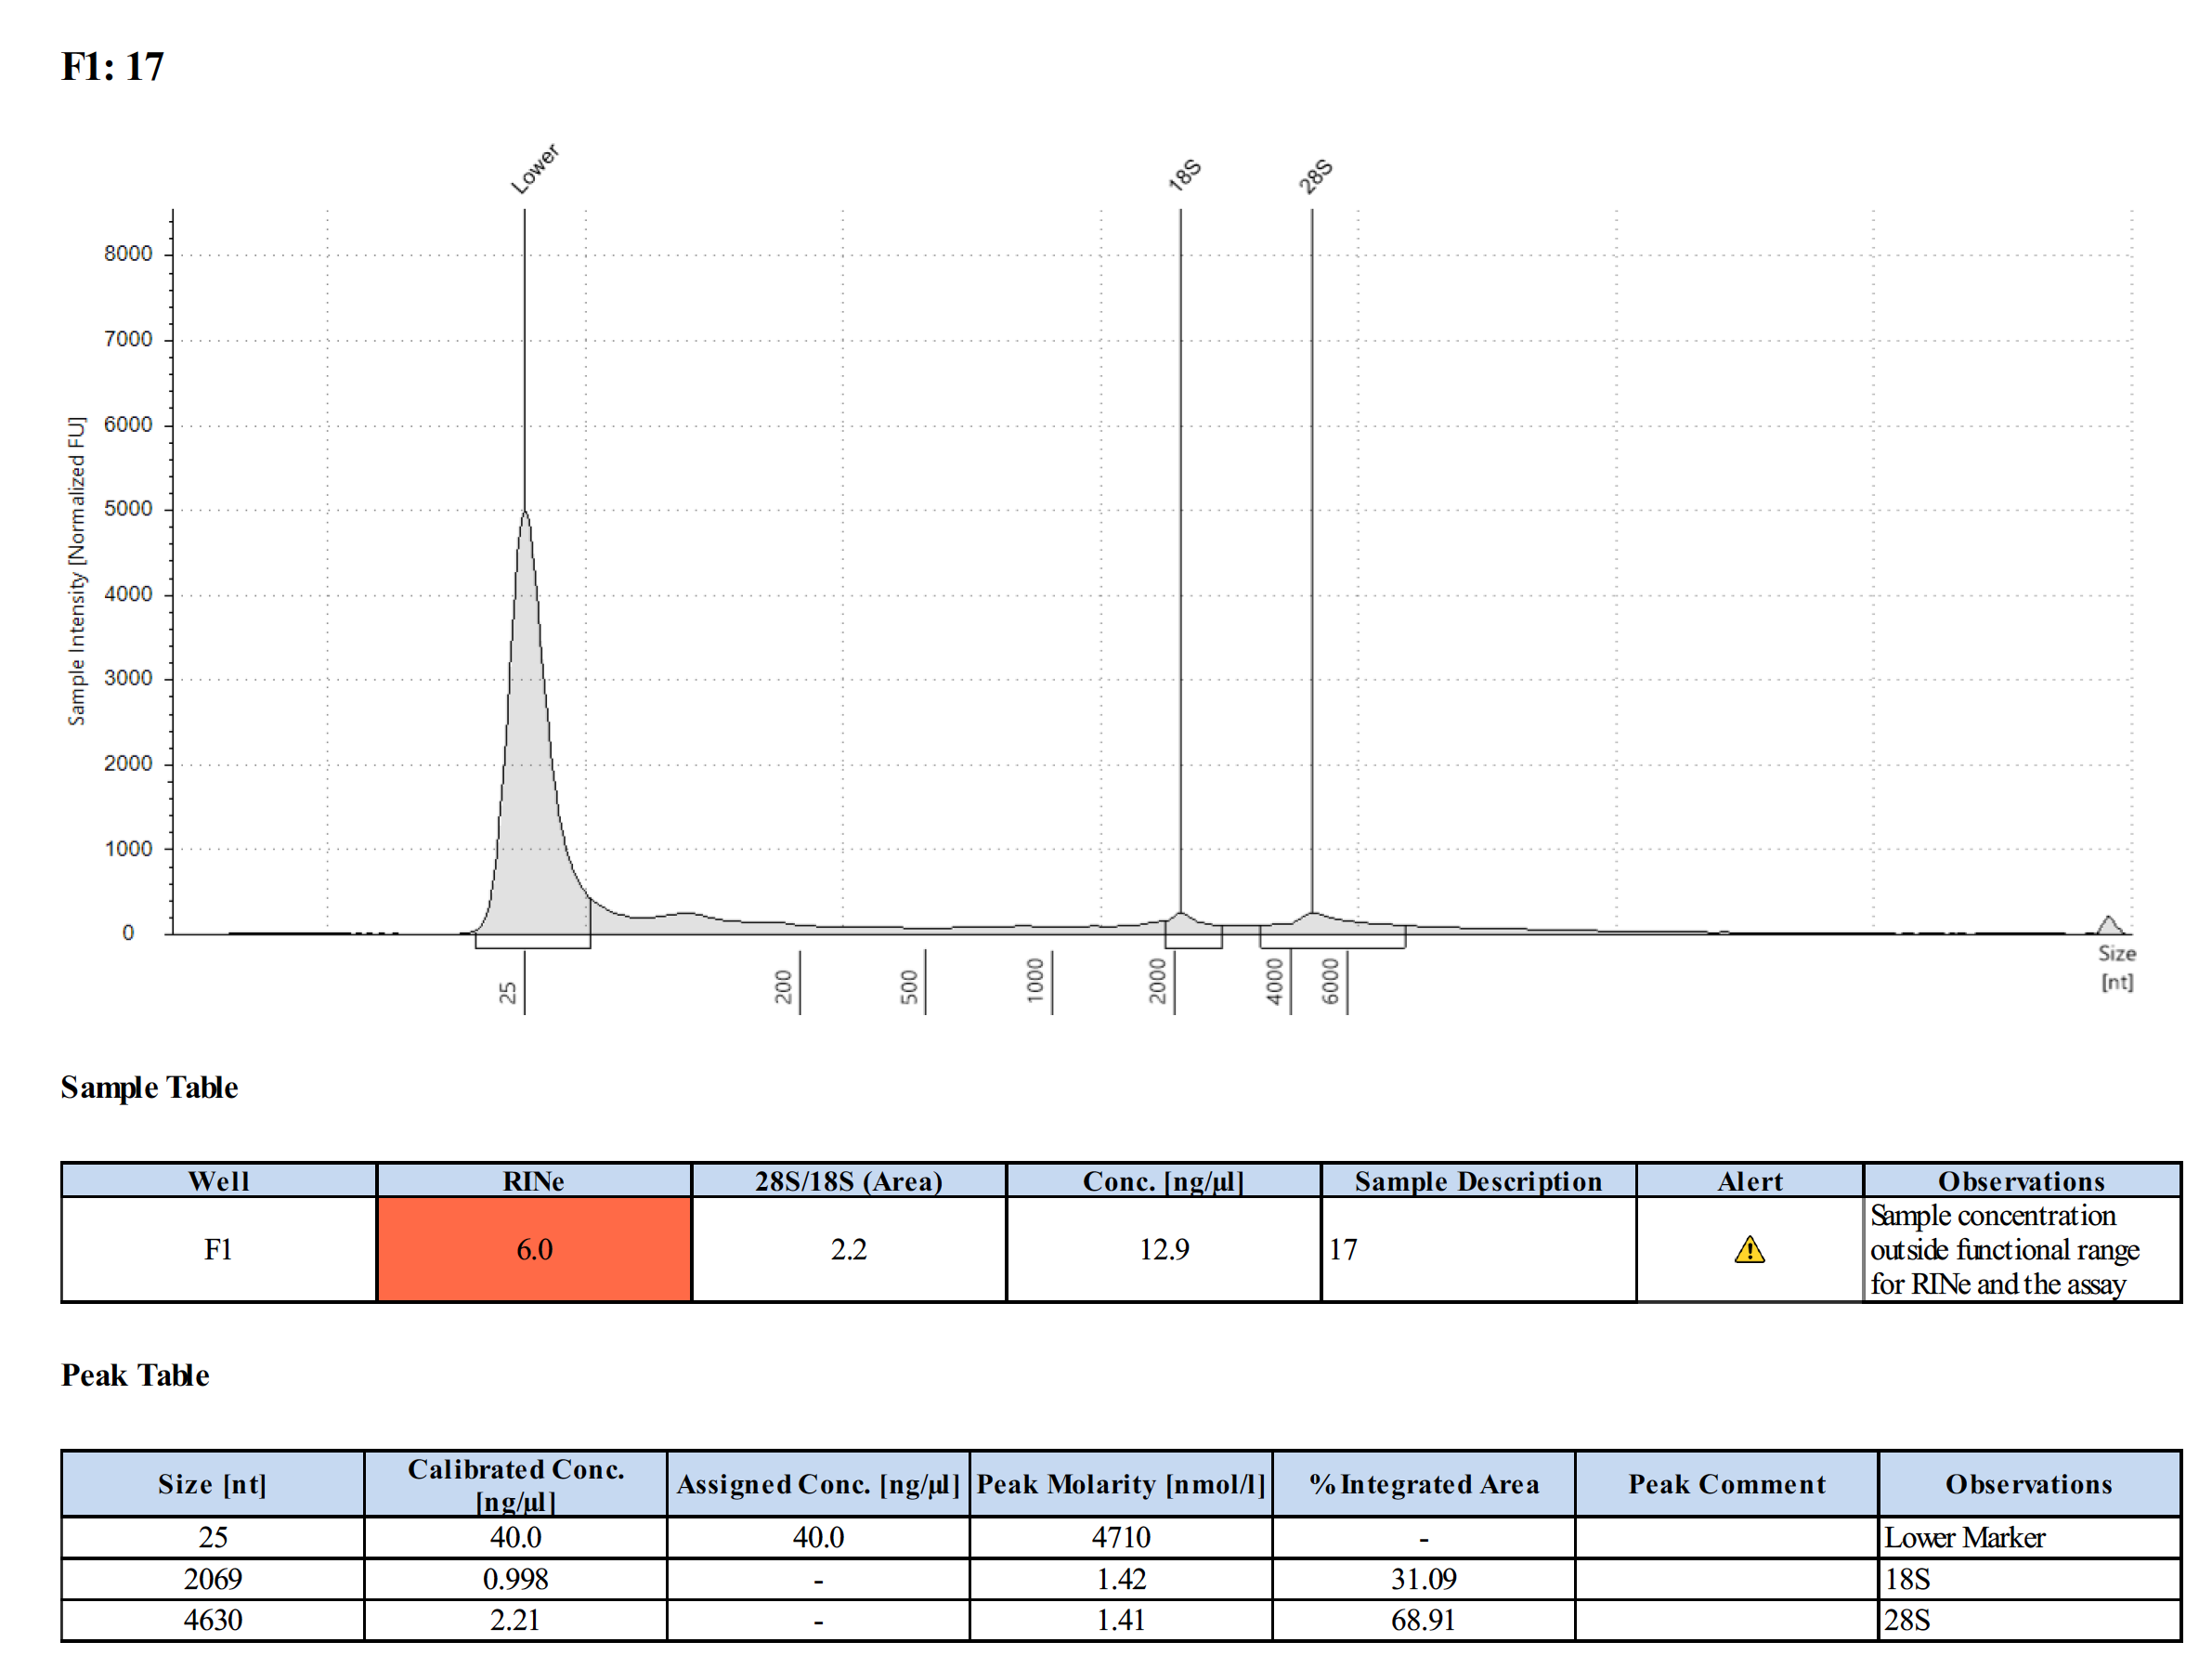 F1: 17
Lower
18S
28S
Sample Intensity [Normalized FU]
8000
7000
6000
5000
4000
3000
2000
1000
0
25
200
500
1000
2000
4000
6000
Size
[nt]
Sample Table
Well RINe 28S/18S (Area) Conc. [ng/µl] Sample Description Alert Observations
F1 6.0 2.2 12.9 17 Sample concentration
outside functional range
for RINe and the assay
Peak Table
Size [nt] Calibrated Conc. [ng/µl] Assigned Conc. [ng/µl] Peak Molarity [nmol/l] % Integrated Area Peak Comment Observations
25 40.0 40.0 4710 - Lower Marker
2069 0.998 - 1.42 31.09 18S
4630 2.21 - 1.41 68.91 28S